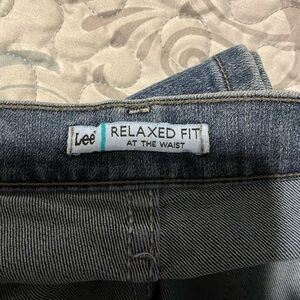 Lee
RELAXED FIT
AT THE WAIST